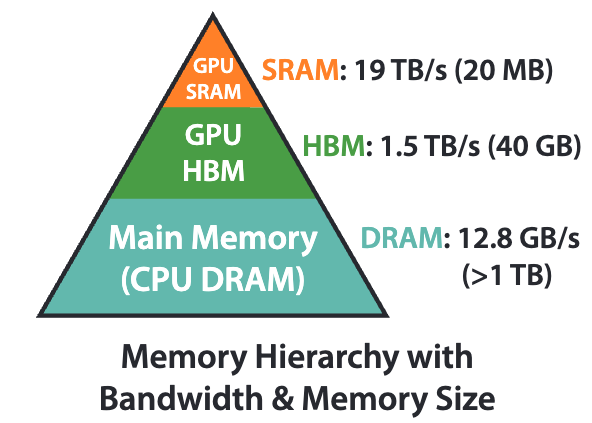 GPU
SRAM
SRAM: 19 TB/s (20 MB)
GPU
HBM
HBM: 1.5 TB/s (40 GB)
Main Memory
(CPU DRAM)
DRAM: 12.8 GB/s
(>1 TB)
Memory Hierarchy with
Bandwidth & Memory Size